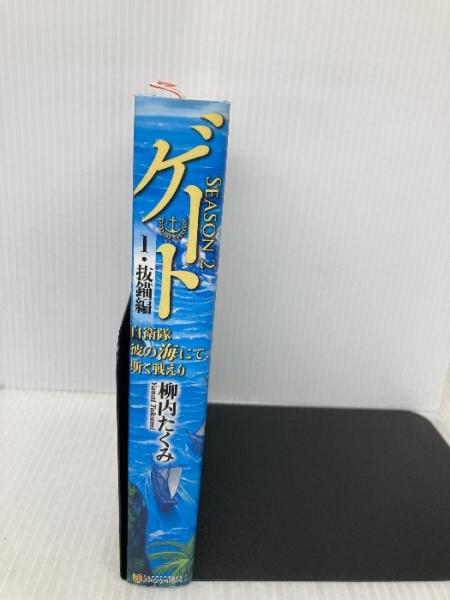 ゲート
SEASON 2
1・抜錨編
自衛隊
彼の海にて、
斯く戦えり
柳内たくみ
Yanai Takumi